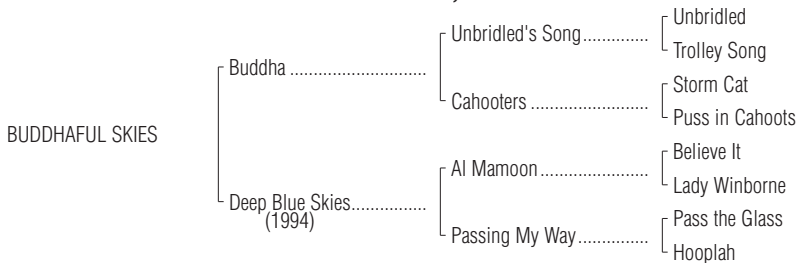 Unbridled
Unbridled's Song..............
Trolley Song
Buddha .............................
Storm Cat
Cahooters .........................
Puss in Cahoots
BUDDHAFUL SKIES
Believe It
Al Mamoon.......................
Lady Winborne
Deep Blue Skies................
(1994)
Pass the Glass
Passing My Way...............
Hooplah